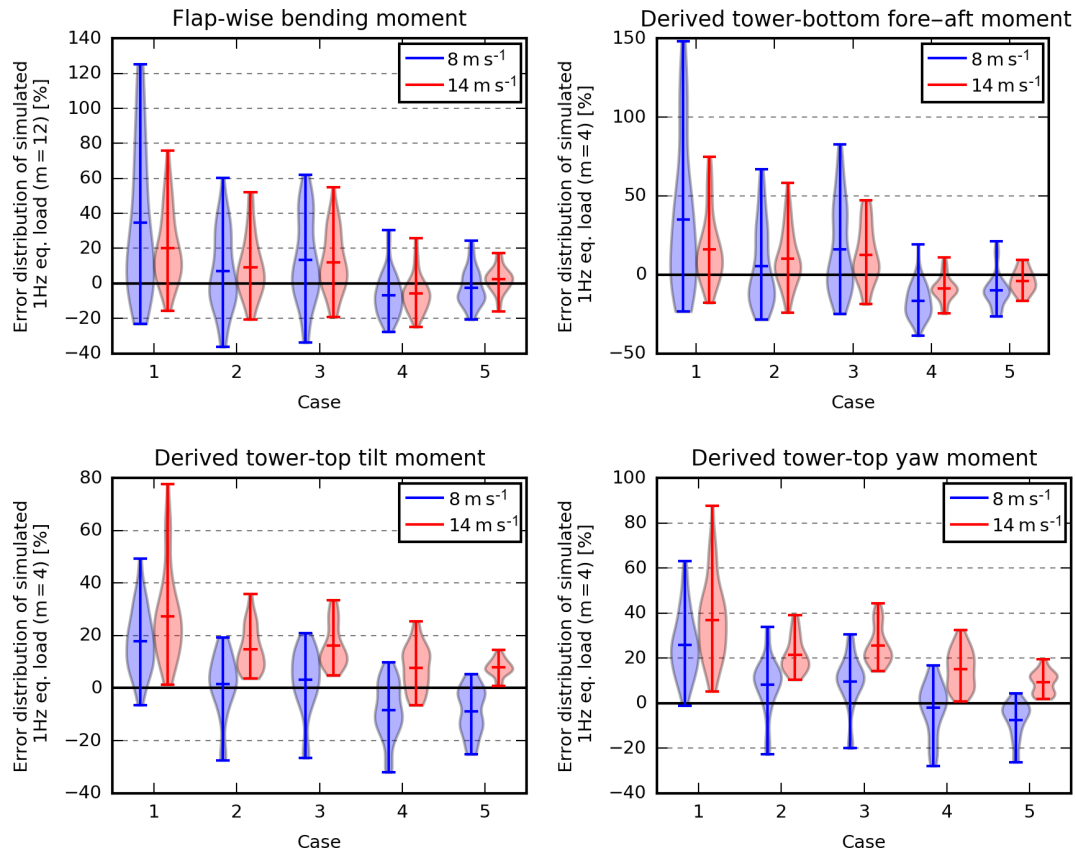 Flap-wise bending moment
Error distribution of simulated
1Hz eq. load (m = 12) [%]
140
120
100
80
60
40
20
0
−20
−40
8 m s⁻¹
14 m s⁻¹
1 2 3 4 5
Case
Derived tower-bottom fore–aft moment
Error distribution of simulated
1Hz eq. load (m = 4) [%]
150
100
50
0
−50
8 m s⁻¹
14 m s⁻¹
1 2 3 4 5
Case
Derived tower-top tilt moment
Error distribution of simulated
1Hz eq. load (m = 4) [%]
80
60
40
20
0
−20
−40
8 m s⁻¹
14 m s⁻¹
1 2 3 4 5
Case
Derived tower-top yaw moment
Error distribution of simulated
1Hz eq. load (m = 4) [%]
100
80
60
40
20
0
−20
−40
8 m s⁻¹
14 m s⁻¹
1 2 3 4 5
Case